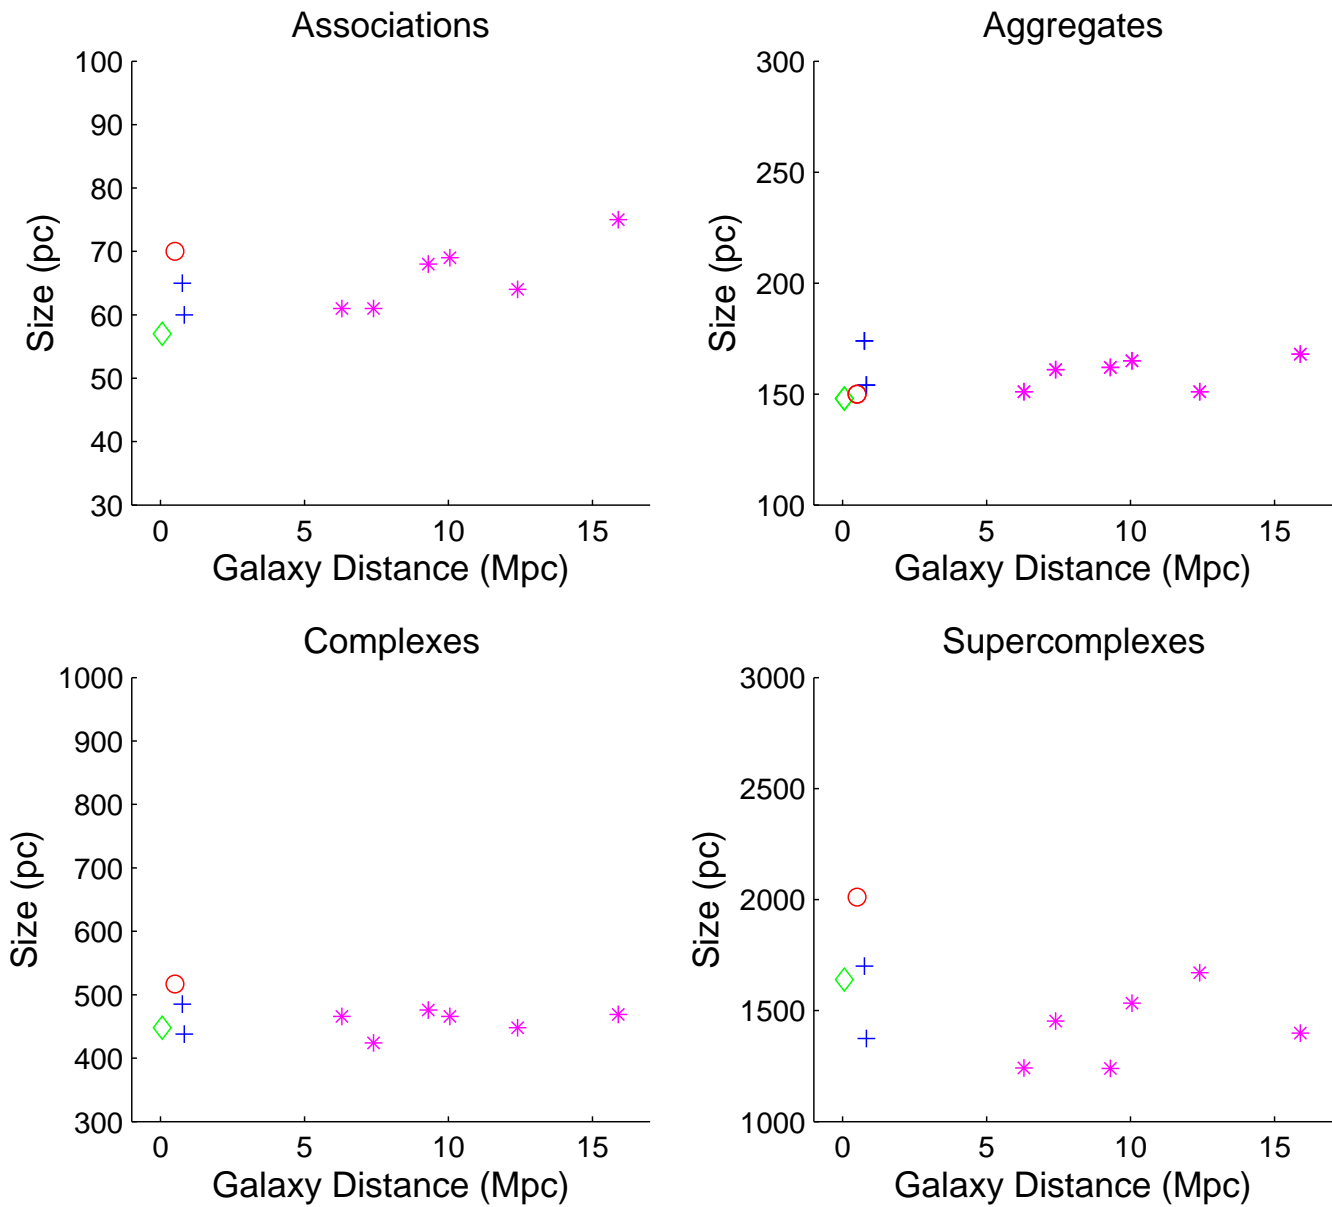 Associations
100
90
80
70
60
50
40
30
Size (pc)
0 5 10 15
Galaxy Distance (Mpc)
Aggregates
300
250
200
150
100
Size (pc)
0 5 10 15
Galaxy Distance (Mpc)
Complexes
1000
900
800
700
600
500
400
300
Size (pc)
0 5 10 15
Galaxy Distance (Mpc)
Supercomplexes
3000
2500
2000
1500
1000
Size (pc)
0 5 10 15
Galaxy Distance (Mpc)